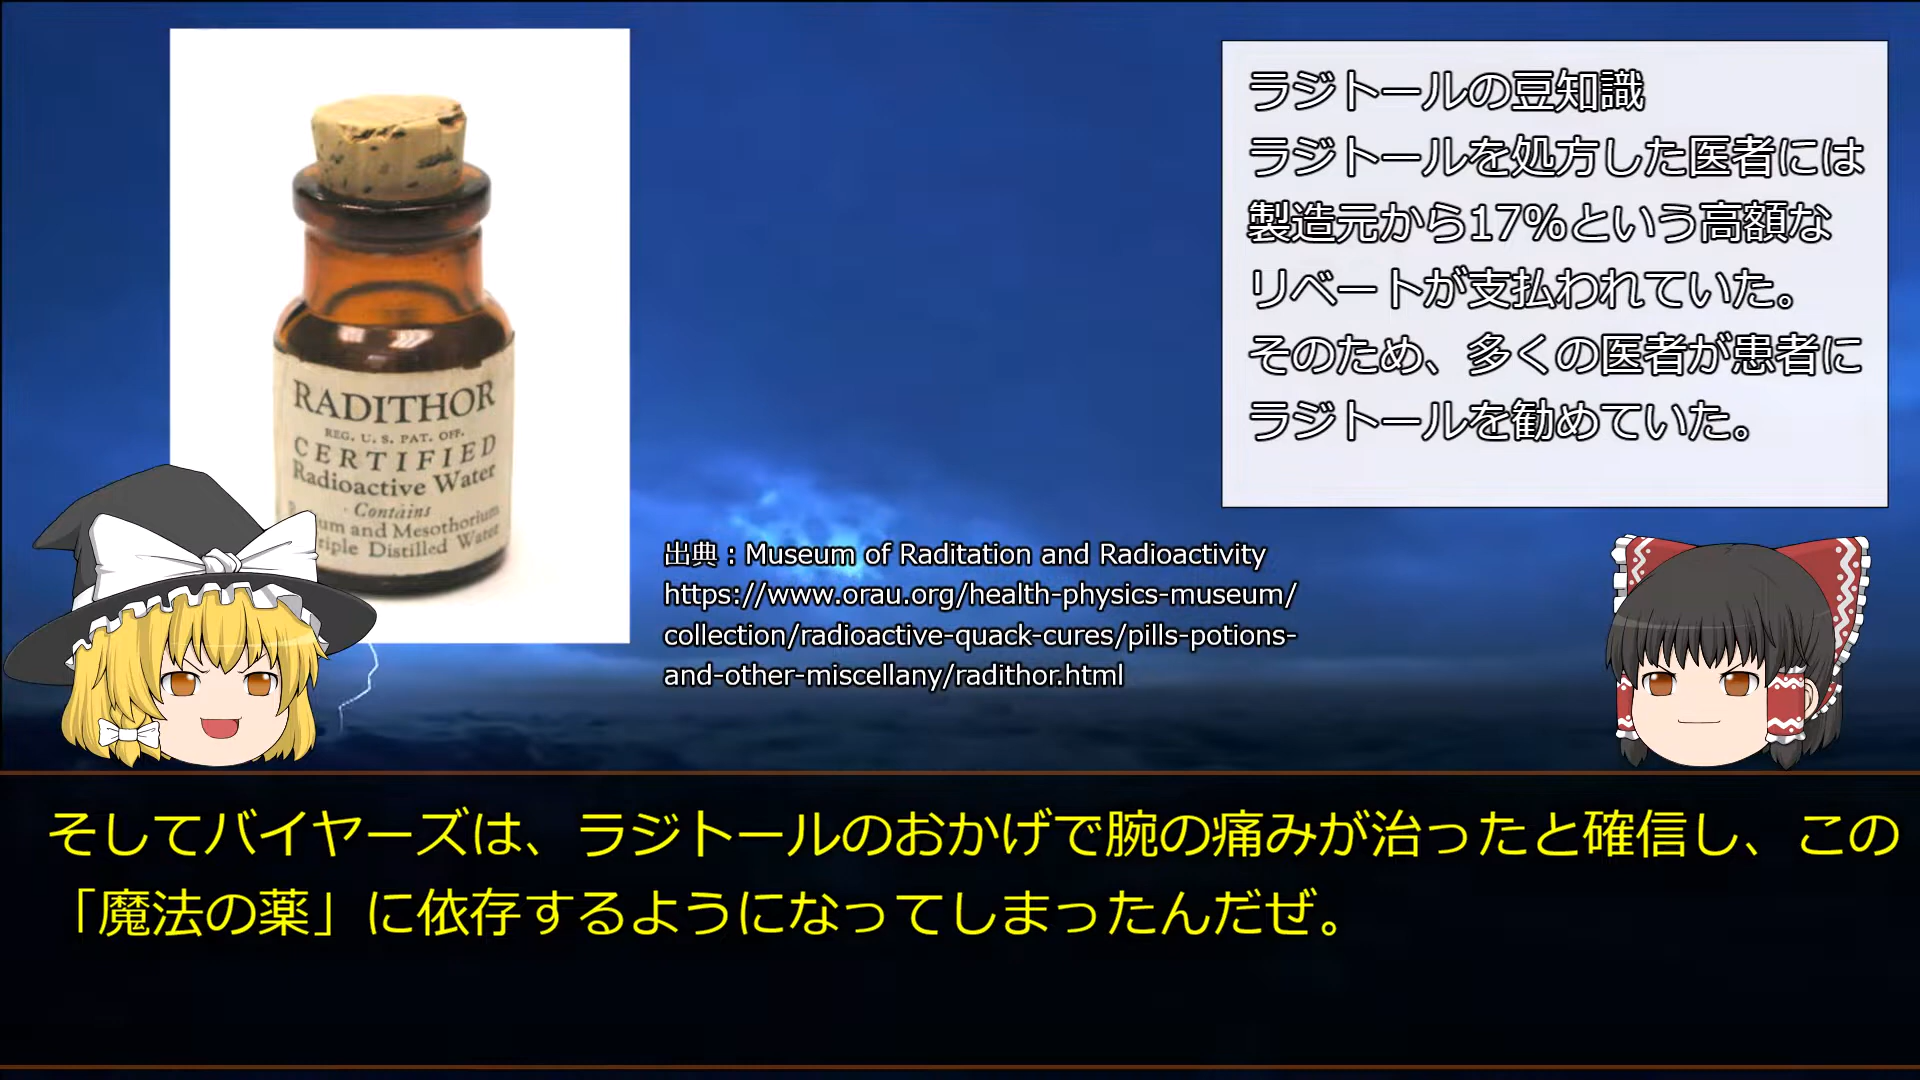 RADITHOR
REG. U. S. PAT. OFF.
CERTIFIED
Radioactive Water
Contains
and Mesothorium
Distilled Water
ラジトールの豆知識
ラジトールを処方した医者には
製造元から17%という高額な
リベートが支払われていた。
そのため、多くの医者が患者に
ラジトールを勧めていた。
出典：Museum of Raditation and Radioactivity
https://www.orau.org/health-physics-museum/
collection/radioactive-quack-cures/pills-potions-
and-other-miscellany/radithor.html
そしてバイヤーズは、ラジトールのおかげで腕の痛みが治ったと確信し、この
「魔法の薬」に依存するようになってしまったんだぜ。